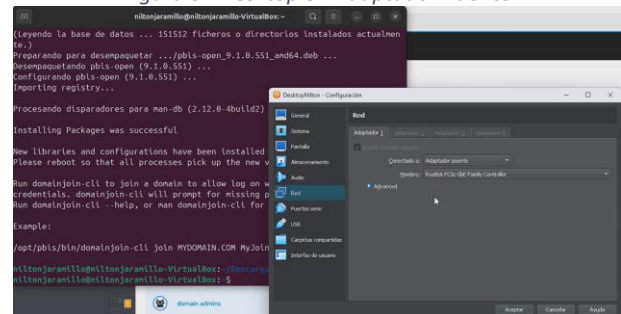 niltonjaramillo@niltonjaramillo-VirtualBox: ~
(Leyendo la base de datos ... 151512 ficheros o directorios instalados actualmen
te.)
Preparando para desempaquetar .../pbis-open_9.1.0.551_amd64.deb ...
Desempaquetando pbis-open (9.1.0.551) ...
Configurando pbis-open (9.1.0.551) ...
Importing registry...
Procesando disparadores para man-db (2.12.0-4build2)
Installing Packages was successful
New libraries and configurations have been installed
Please reboot so that all processes pick up the new v
Run domainjoin-cli to join a domain to allow log on w
credentials. domainjoin-cli will prompt for missing p
Run domainjoin-cli --help, or man domainjoin-cli for
Example:
/opt/pbis/bin/domainjoin-cli join MYDOMAIN.COM MyJoin
niltonjaramillo@niltonjaramillo-VirtualBox:~/Descarg
niltonjaramillo@niltonjaramillo-VirtualBox:~$
domain admins
DesktopNilton - Configuración
General
Sistema
Pantalla
Almacenamiento
Audio
Red
Puertos serie
USB
Carpetas compartidas
Interfaz de usuario
Red
Adaptador 1
Adaptador 2
Adaptador 3
Adaptador 4
Conectado a: Adaptador puente
Nombre: Realtek PCIe GbE Family Controller
Advanced
Aceptar
Cancelar
Ayuda